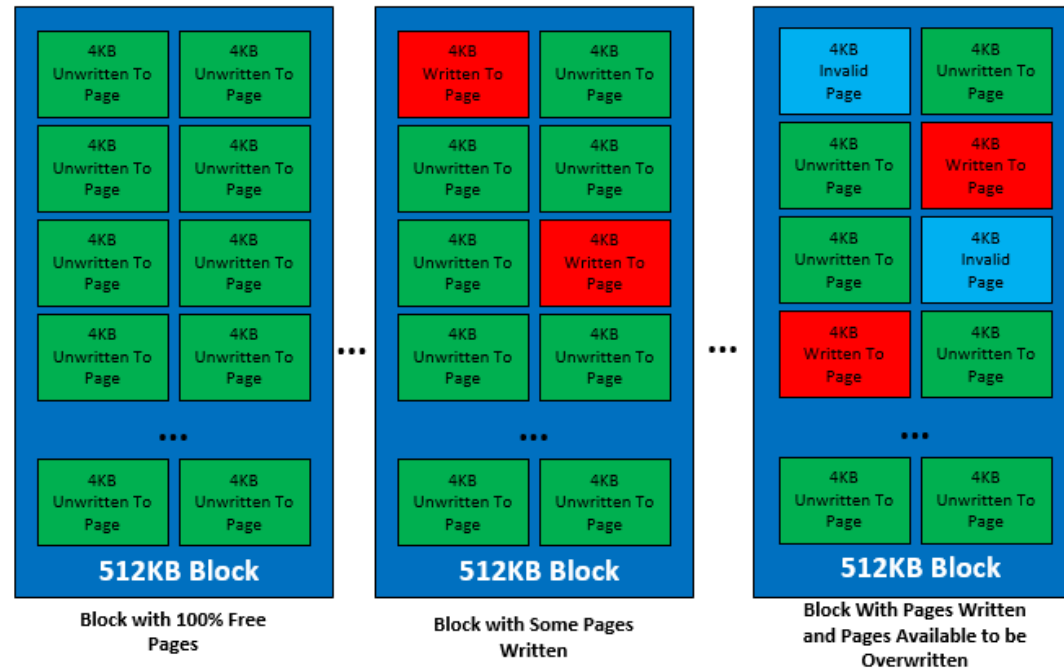 4KB
Unwritten To
Page
4KB
Unwritten To
Page
4KB
Unwritten To
Page
4KB
Unwritten To
Page
4KB
Unwritten To
Page
4KB
Unwritten To
Page
4KB
Unwritten To
Page
4KB
Unwritten To
Page
...
4KB
Unwritten To
Page
4KB
Unwritten To
Page
512KB Block
Block with 100% Free
Pages
...
4KB
Written To
Page
4KB
Unwritten To
Page
4KB
Unwritten To
Page
4KB
Unwritten To
Page
4KB
Unwritten To
Page
4KB
Written To
Page
4KB
Unwritten To
Page
4KB
Unwritten To
Page
...
4KB
Unwritten To
Page
4KB
Unwritten To
Page
512KB Block
Block with Some Pages
Written
...
4KB
Invalid
Page
4KB
Unwritten To
Page
4KB
Unwritten To
Page
4KB
Written To
Page
4KB
Unwritten To
Page
4KB
Invalid
Page
4KB
Written To
Page
4KB
Unwritten To
Page
...
4KB
Unwritten To
Page
4KB
Unwritten To
Page
512KB Block
Block With Pages Written
and Pages Available to be
Overwritten